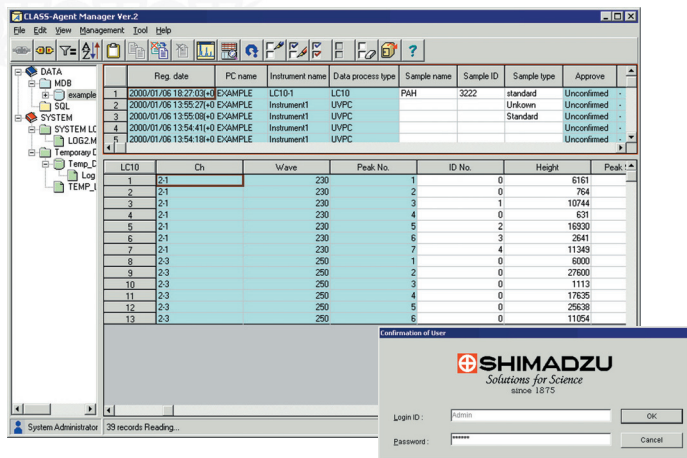 CLASS-Agent Manager Ver.2
File Edit View Management Tool Help
DATA
MDB
example
SQL
SYSTEM
SYSTEM LC
LOG2.M
Temporay D
Temp_D
Log
TEMP_L
Reg. date PC name Instrument name Data process type Sample name Sample ID Sample type Approve
1 2000/01/06 18:27:03(+0 EXAMPLE LC10-1 LC10 PAH 3222 standard Unconfirmed -
2 2000/01/06 13:55:27(+0 EXAMPLE Instrument1 UVPC Unkown Unconfirmed -
3 2000/01/06 13:55:08(+0 EXAMPLE Instrument1 UVPC Standard Unconfirmed -
4 2000/01/06 13:54:41(+0 EXAMPLE Instrument1 UVPC Unconfirmed -
5 2000/01/06 13:54:18(+0 EXAMPLE Instrument1 UVPC Unconfirmed -
LC10 Ch Wave Peak No. ID No. Height Peak
1 2-1 230 1 0 6161
2 2-1 230 2 0 764
3 2-1 230 3 1 10744
4 2-1 230 4 0 631
5 2-1 230 5 2 16930
6 2-1 230 6 3 2641
7 2-1 230 7 4 11349
8 2-3 250 1 0 6000
9 2-3 250 2 0 27600
10 2-3 250 3 0 1113
11 2-3 250 4 0 17635
12 2-3 250 5 0 25638
13 2-3 250 6 0 11054
System Administrator 39 records Reading...
Confirmation of User
SHIMADZU
Solutions for Science
since 1875
Login ID : Admin OK
Password : ****** Cancel